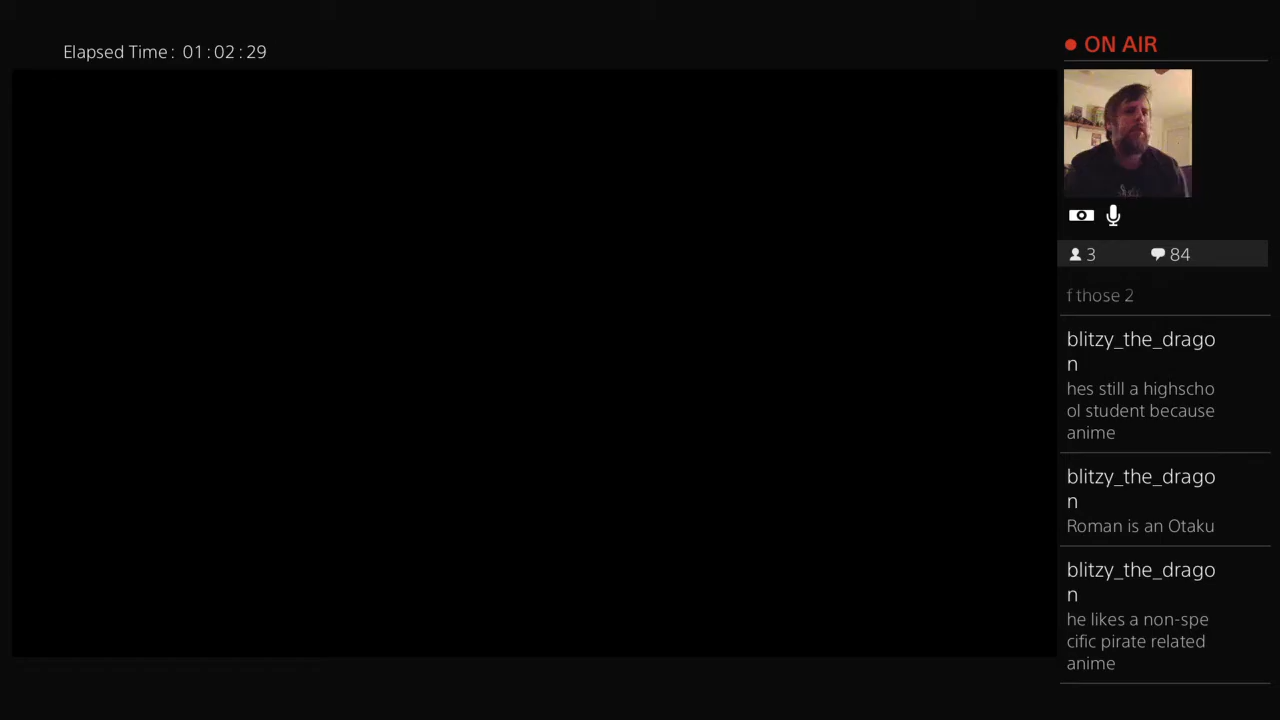 Elapsed Time: 01:02:29
ON AIR
3 84
f those 2
blitzy_the_drago
n
hes still a highscho
ol student because
anime
blitzy_the_drago
n
Roman is an Otaku
blitzy_the_drago
n
he likes a non-spe
cific pirate related
anime